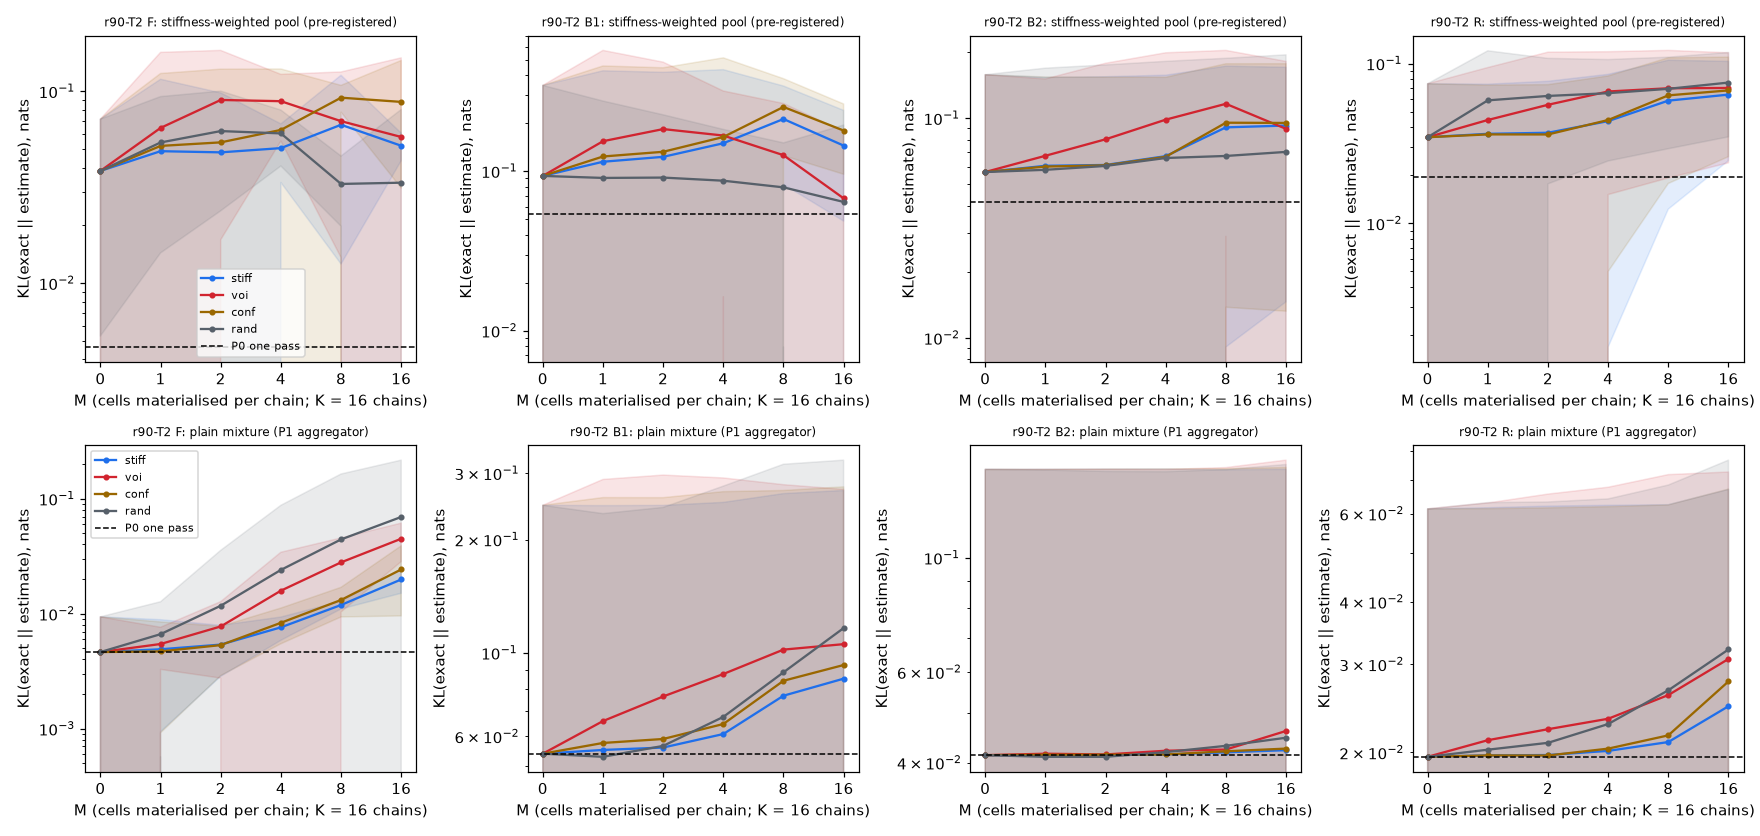 r90-T2 F: stiffness-weighted pool (pre-registered)
KL(exact || estimate), nats
10⁻¹
10⁻²
stiff
voi
conf
rand
P0 one pass
0 1 2 4 8 16
M (cells materialised per chain; K = 16 chains)
r90-T2 B1: stiffness-weighted pool (pre-registered)
KL(exact || estimate), nats
10⁻¹
10⁻²
0 1 2 4 8 16
M (cells materialised per chain; K = 16 chains)
r90-T2 B2: stiffness-weighted pool (pre-registered)
KL(exact || estimate), nats
10⁻¹
10⁻²
0 1 2 4 8 16
M (cells materialised per chain; K = 16 chains)
r90-T2 R: stiffness-weighted pool (pre-registered)
KL(exact || estimate), nats
10⁻¹
10⁻²
0 1 2 4 8 16
M (cells materialised per chain; K = 16 chains)
r90-T2 F: plain mixture (P1 aggregator)
KL(exact || estimate), nats
stiff
voi
conf
rand
P0 one pass
10⁻¹
10⁻²
10⁻³
0 1 2 4 8 16
M (cells materialised per chain; K = 16 chains)
r90-T2 B1: plain mixture (P1 aggregator)
KL(exact || estimate), nats
3 × 10⁻¹
2 × 10⁻¹
10⁻¹
6 × 10⁻²
0 1 2 4 8 16
M (cells materialised per chain; K = 16 chains)
r90-T2 B2: plain mixture (P1 aggregator)
KL(exact || estimate), nats
10⁻¹
6 × 10⁻²
4 × 10⁻²
0 1 2 4 8 16
M (cells materialised per chain; K = 16 chains)
r90-T2 R: plain mixture (P1 aggregator)
KL(exact || estimate), nats
6 × 10⁻²
4 × 10⁻²
3 × 10⁻²
2 × 10⁻²
0 1 2 4 8 16
M (cells materialised per chain; K = 16 chains)